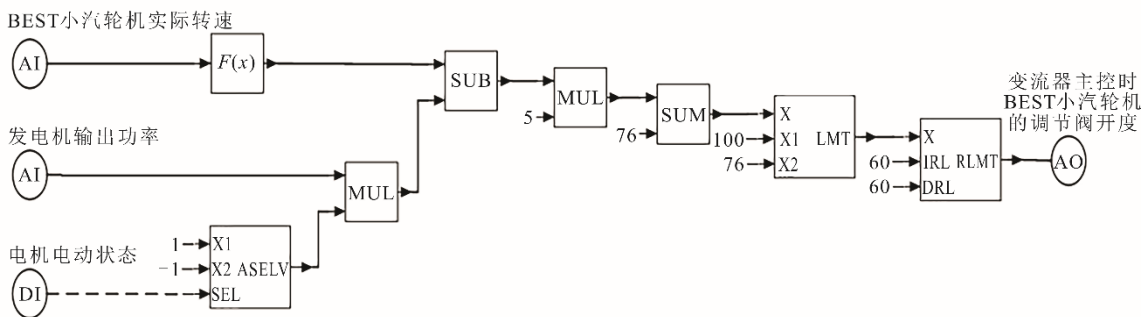 BEST小汽轮机实际转速
AI
F(x)
SUB
MUL
5
SUM
76
X
X1
X2
LMT
100
76
X
IRL
DRL
RLMT
60
60
变流器主控时
BEST小汽轮机
的调节阀开度
AO
发电机输出功率
AI
MUL
电机电动状态
DI
1
-1
X1
X2
SEL
ASELV